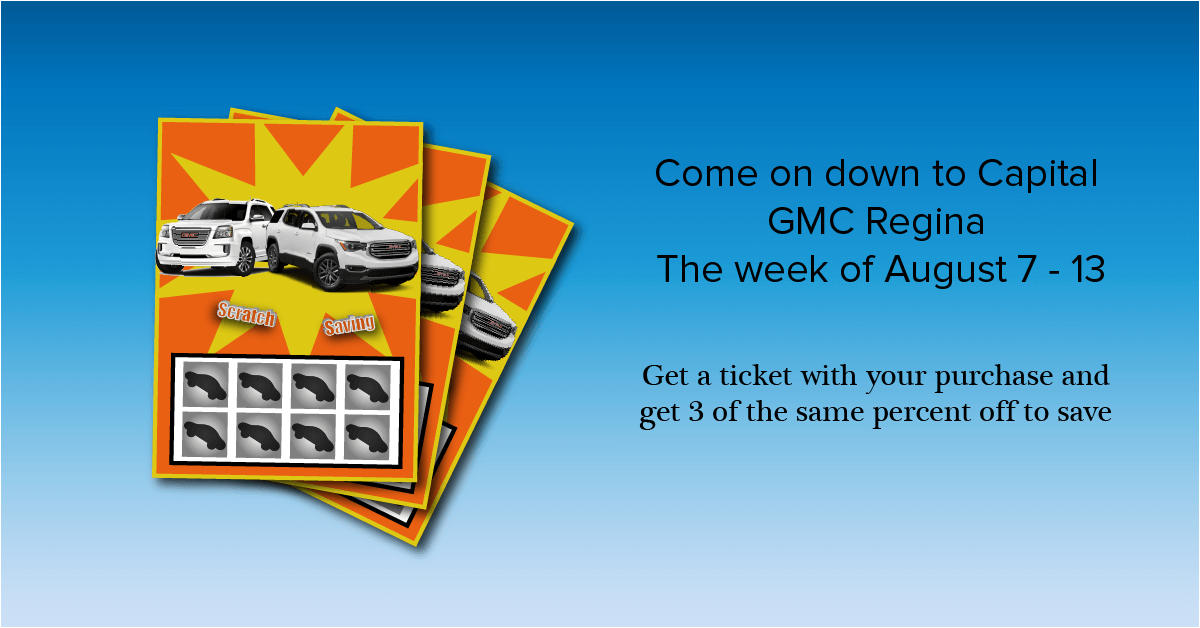 Scratch
Saving
Come on down to Capital
GMC Regina
The week of August 7 - 13
Get a ticket with your purchase and
get 3 of the same percent off to save